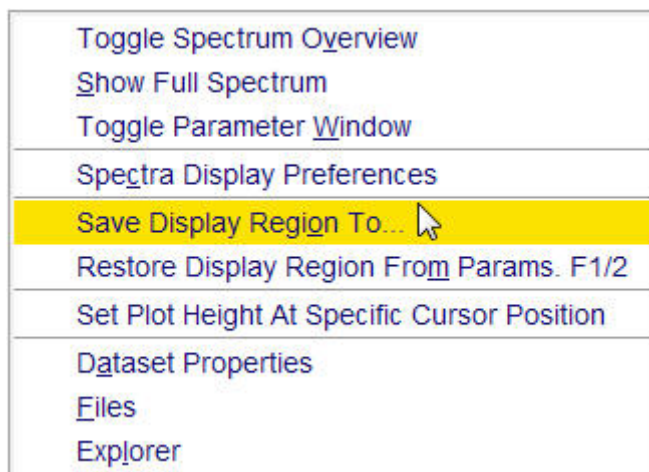 Toggle Spectrum Overview
Show Full Spectrum
Toggle Parameter Window
Spectra Display Preferences
Save Display Region To...
Restore Display Region From Params. F1/2
Set Plot Height At Specific Cursor Position
Dataset Properties
Files
Explorer